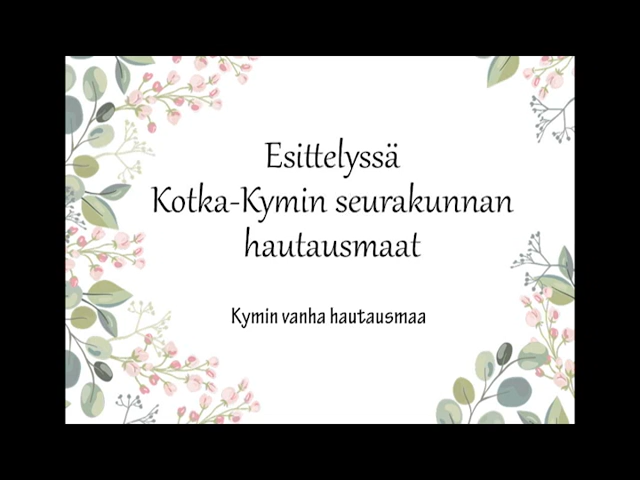 Esittelyssä
Kotka-Kymin seurakunnan
hautausmaat
Kymin vanha hautausmaa